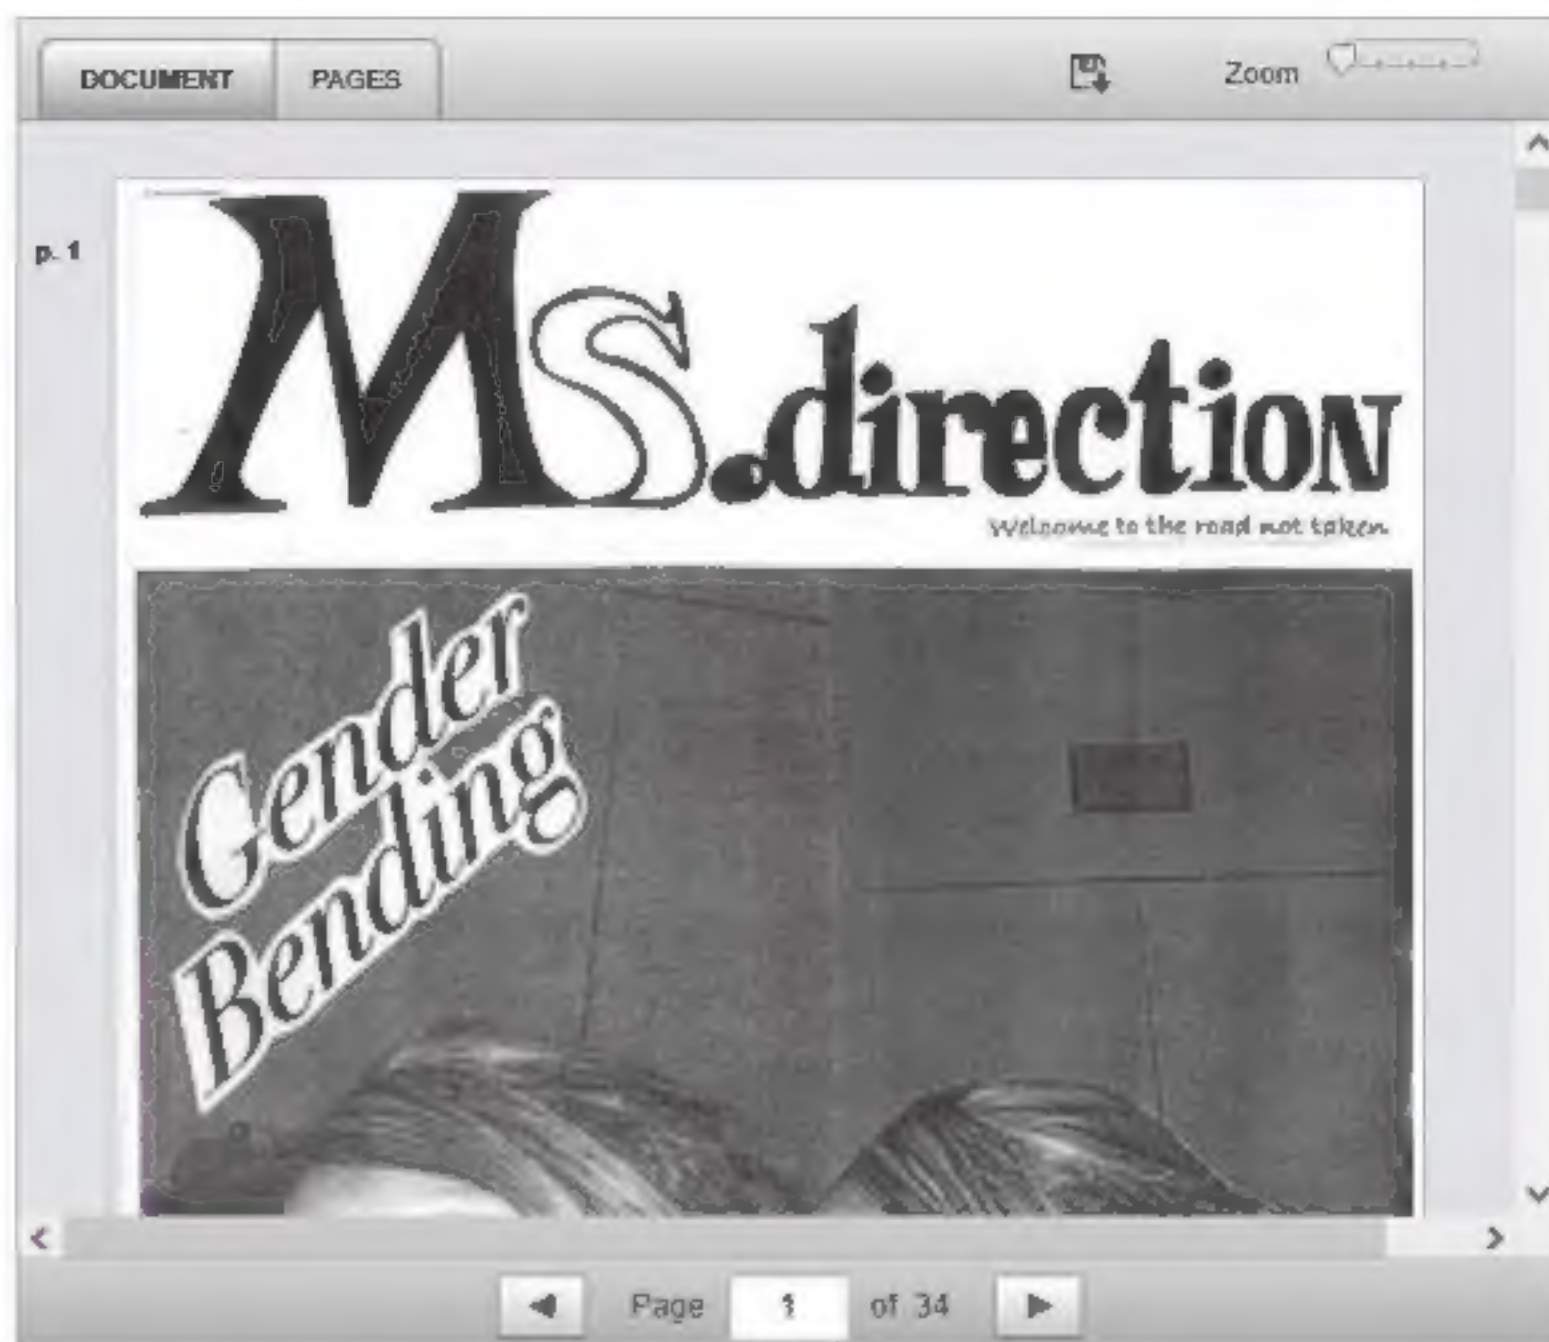 DOCUMENT PAGES Zoom
p. 1
Ms.direction
Welcome to the road not taken
Gender
Bending
Page 1 of 34